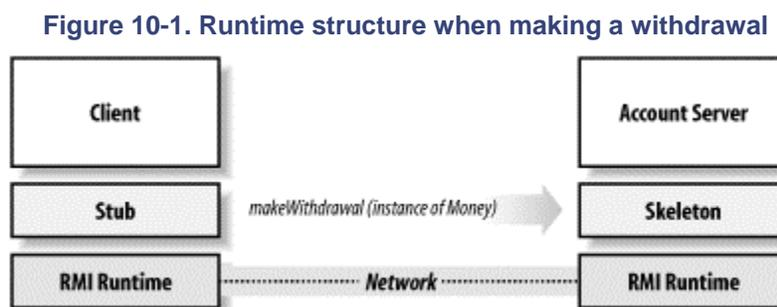 Figure 10-1. Runtime structure when making a withdrawal
Client
Account Server
Stub
makeWithdrawal (instance of Money)
Skeleton
RMI Runtime
Network
RMI Runtime